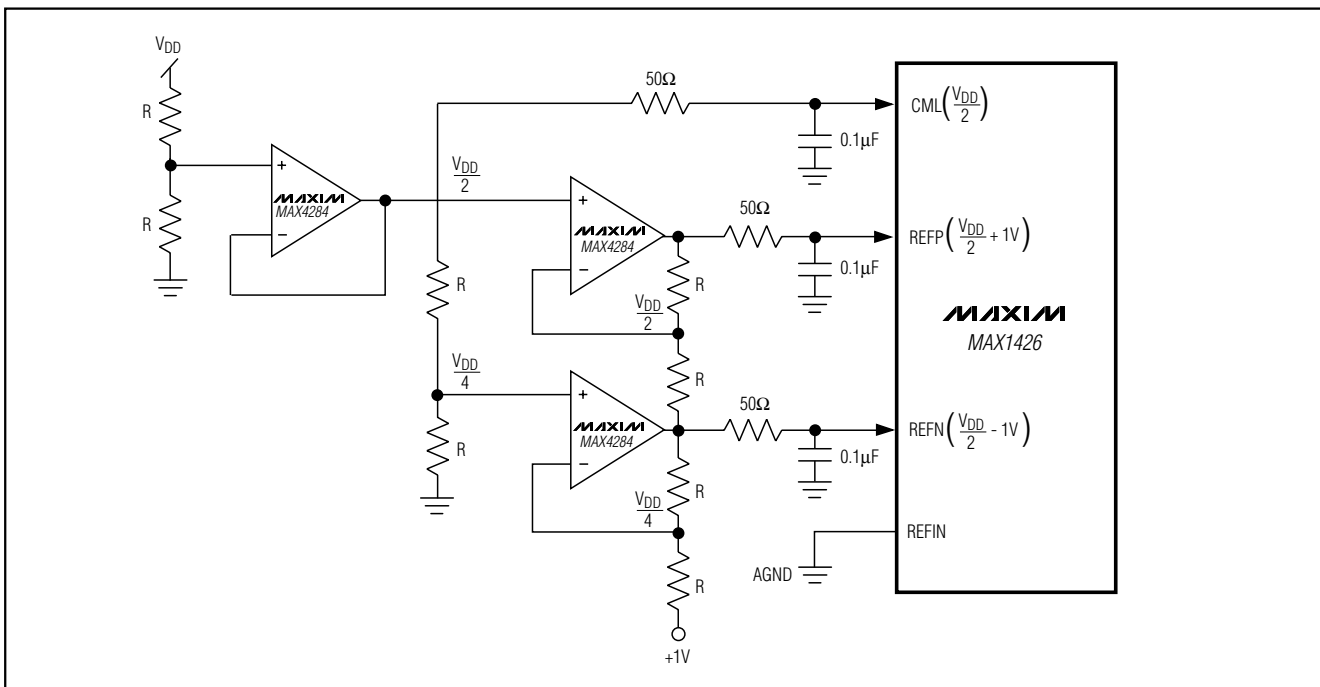 VDD
R
R
+
-
MAXIM
MAX4284
VDD
2
VDD
4
R
R
+
-
MAXIM
MAX4284
VDD
2
R
R
+
-
MAXIM
MAX4284
VDD
4
R
R
+1V
50Ω
0.1µF
50Ω
0.1µF
50Ω
0.1µF
CML(VDD/2)
REFP(VDD/2 + 1V)
MAXIM
MAX1426
REFN(VDD/2 - 1V)
REFIN
AGND